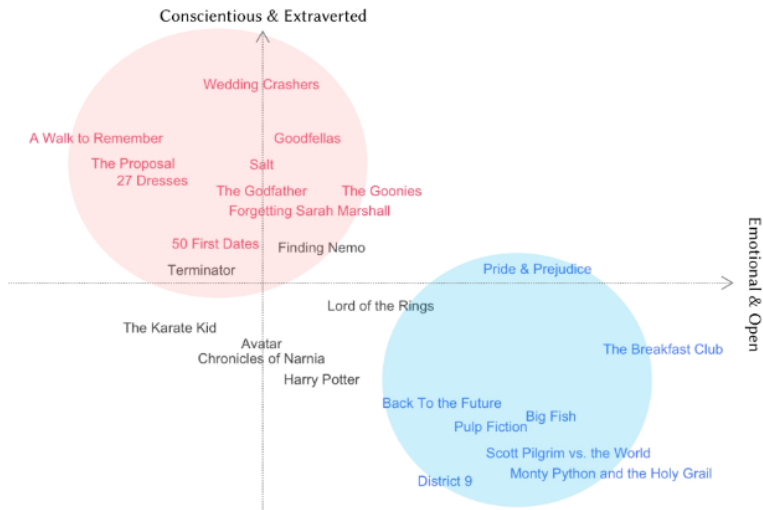 Conscientious & Extraverted
Wedding Crashers
A Walk to Remember
Goodfellas
The Proposal
Salt
27 Dresses
The Godfather
The Goonies
Forgetting Sarah Marshall
50 First Dates
Finding Nemo
Terminator
Pride & Prejudice
Emotional & Open
Lord of the Rings
The Karate Kid
Avatar
The Breakfast Club
Chronicles of Narnia
Harry Potter
Back To the Future
Big Fish
Pulp Fiction
Scott Pilgrim vs. the World
Monty Python and the Holy Grail
District 9